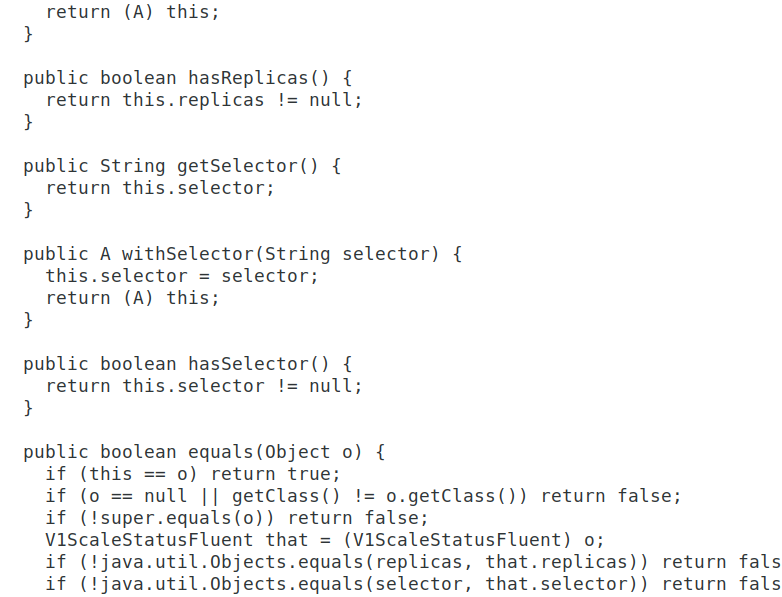 return (A) this;
}
public boolean hasReplicas() {
return this.replicas != null;
}
public String getSelector() {
return this.selector;
}
public A withSelector(String selector) {
this.selector = selector;
return (A) this;
}
public boolean hasSelector() {
return this.selector != null;
}
public boolean equals(Object o) {
if (this == o) return true;
if (o == null || getClass() != o.getClass()) return false;
if (!super.equals(o)) return false;
V1ScaleStatusFluent that = (V1ScaleStatusFluent) o;
if (!java.util.Objects.equals(replicas, that.replicas)) return fals
if (!java.util.Objects.equals(selector, that.selector)) return fals